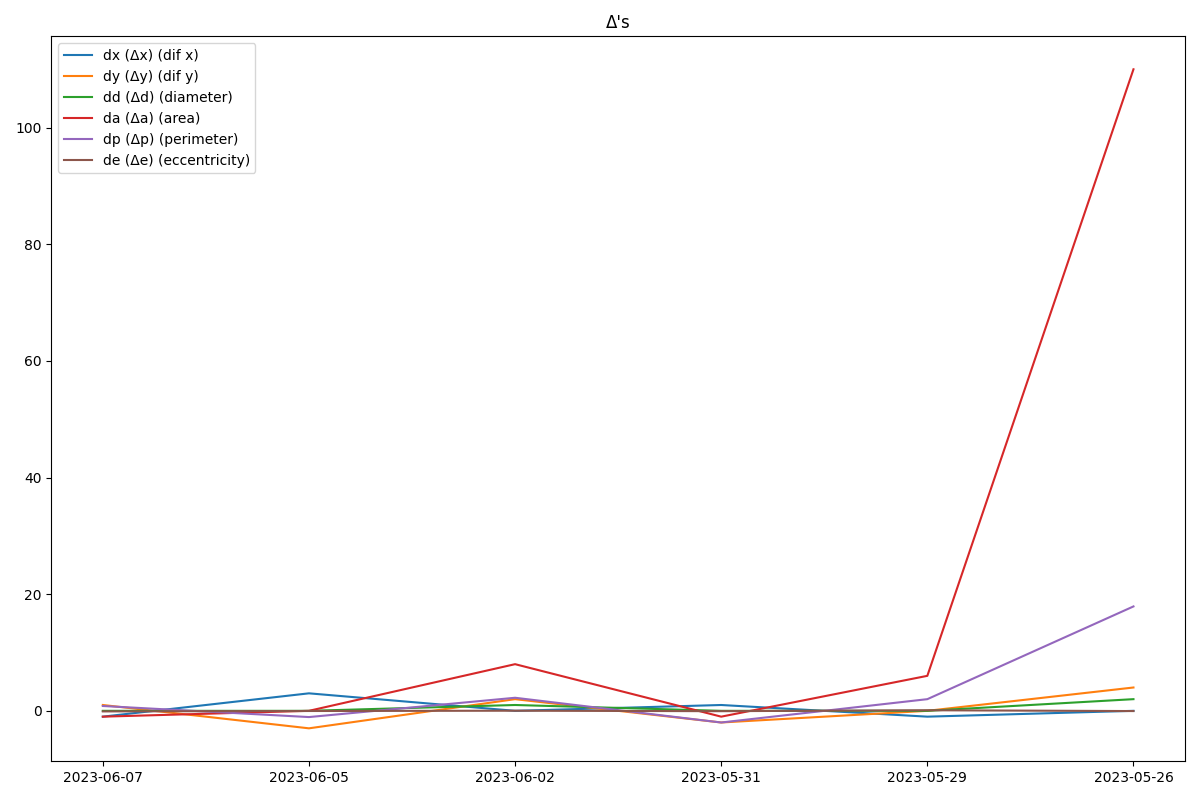 Δ's
dx (Δx) (dif x)
dy (Δy) (dif y)
dd (Δd) (diameter)
da (Δa) (area)
dp (Δp) (perimeter)
de (Δe) (eccentricity)
100
80
60
40
20
0
2023-06-07 2023-06-05 2023-06-02 2023-05-31 2023-05-29 2023-05-26